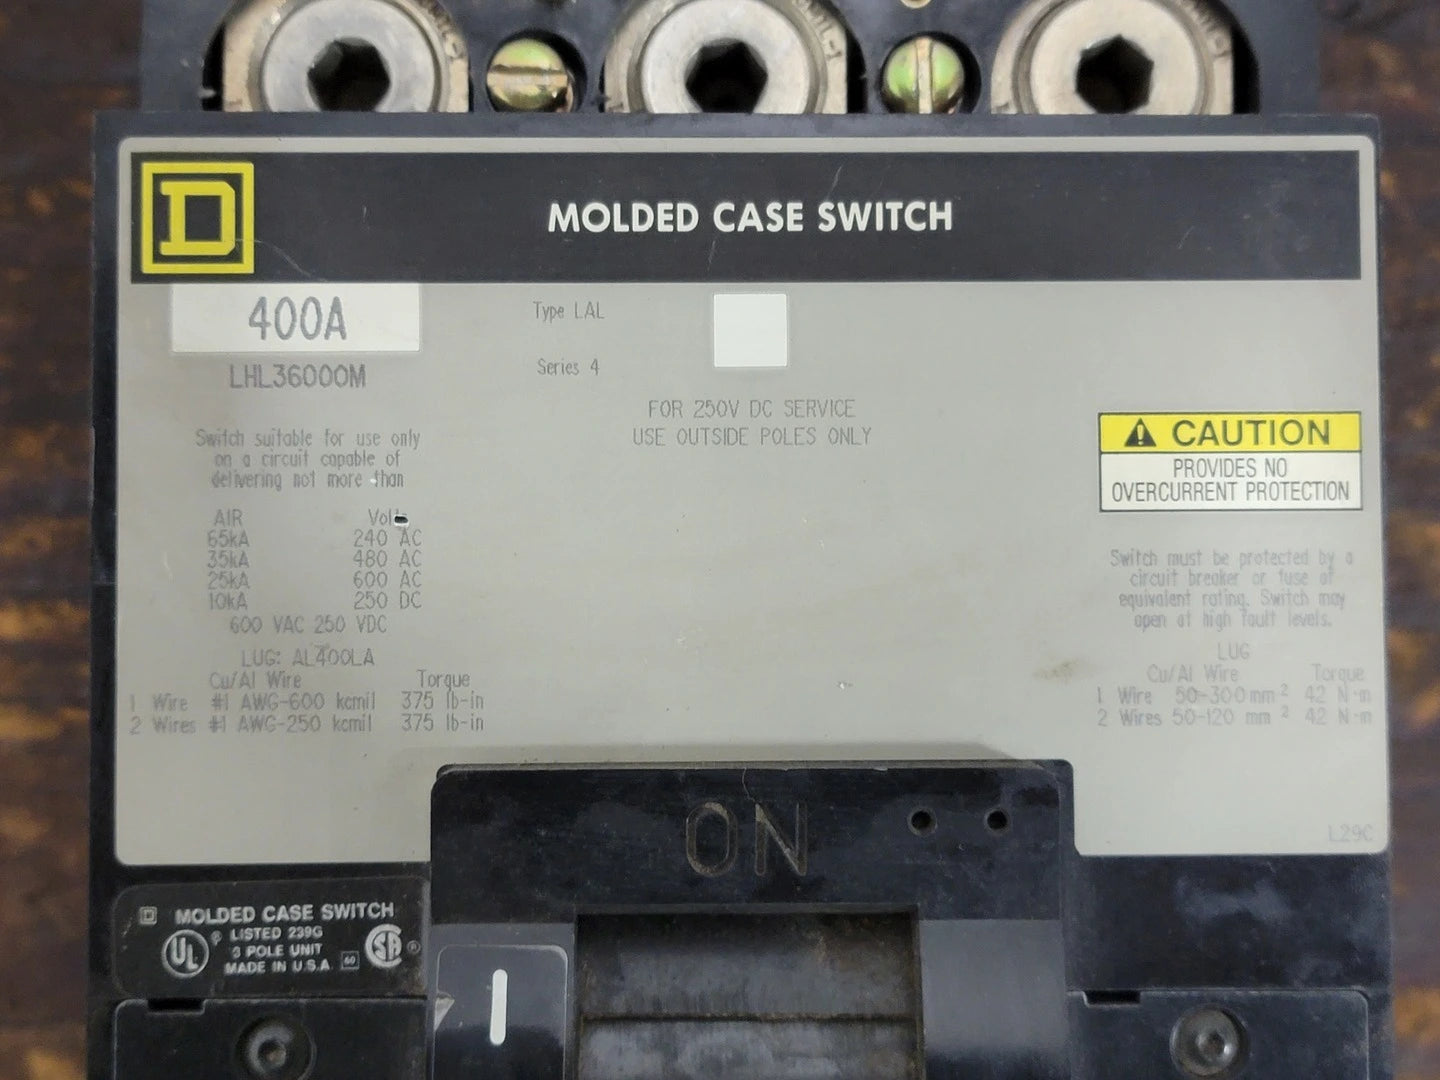 D
MOLDED CASE SWITCH
400A
LHL36000M
Type LAL
Series 4
FOR 250V DC SERVICE
USE OUTSIDE POLES ONLY
Switch suitable for use only
on a circuit capable of
delivering not more than
AIR Volts
65kA 240 AC
35kA 480 AC
25kA 600 AC
10kA 250 DC
600 VAC 250 VDC
LUG: AL400LA
Cu/Al Wire Torque
1 Wire #1 AWG-600 kcmil 375 lb-in
2 Wires #1 AWG-250 kcmil 375 lb-in
CAUTION
PROVIDES NO
OVERCURRENT PROTECTION
Switch must be protected by a
circuit breaker or fuse of
equivalent rating. Switch may
open at high fault levels.
LUG
Cu/Al Wire Torque
1 Wire 50-300 mm² 42 N·m
2 Wires 50-120 mm² 42 N·m
L29C
ON
D MOLDED CASE SWITCH
UL ® LISTED 239G
3 POLE UNIT
MADE IN U.S.A. 60 SA ®